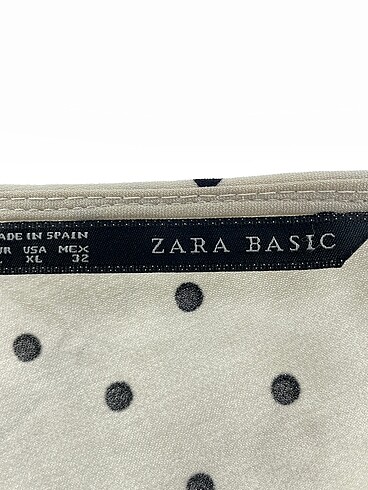 ADE IN SPAIN
UR USA MEX
XL 32
ZARA BASIC